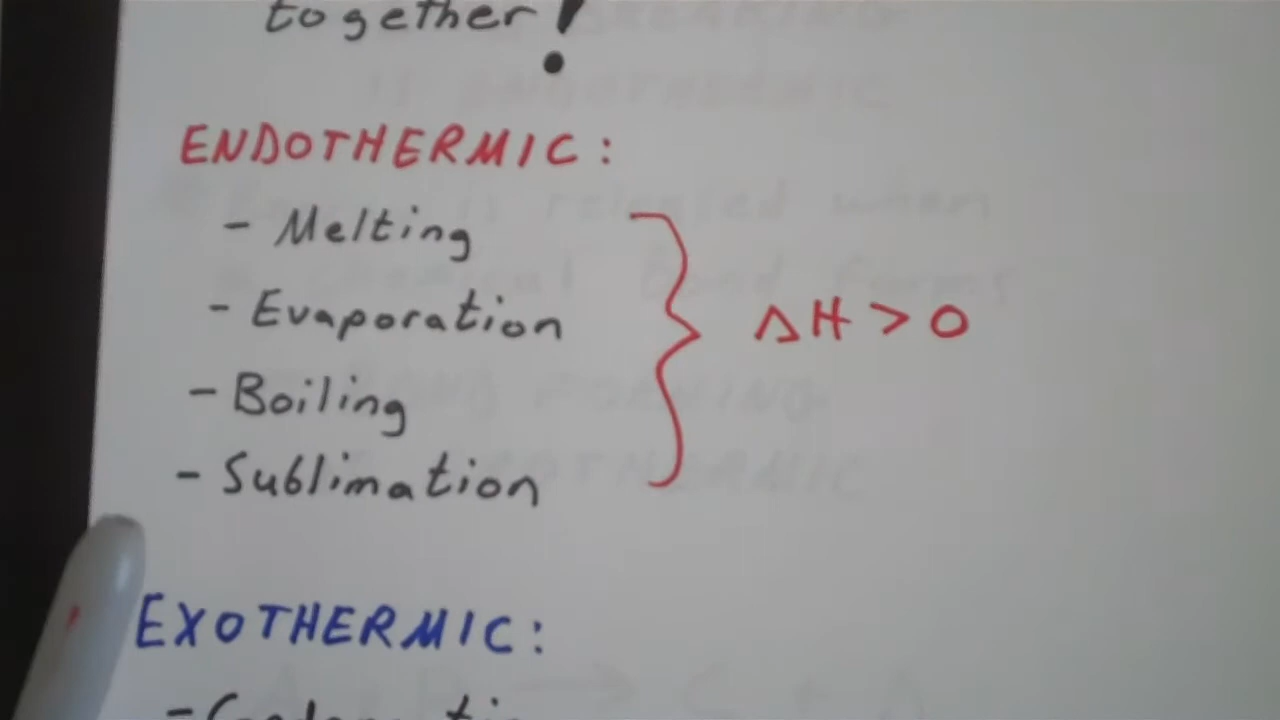 together!
ENDOTHERMIC:
- Melting
- Evaporation
- Boiling
- Sublimation
ΔH > 0
EXOTHERMIC: